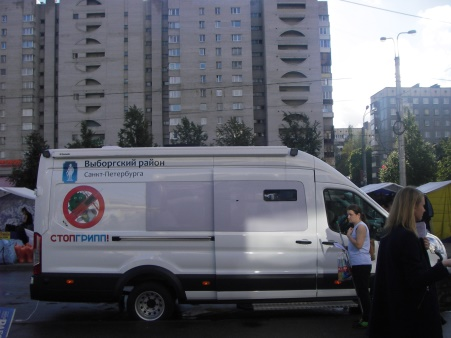 Выборгский район
Санкт-Петербурга
СТОПГРИПП!